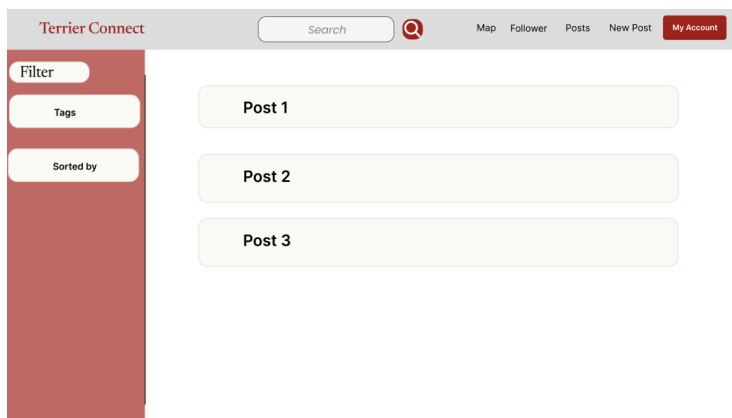 Terrier Connect
Search
Map Follower Posts New Post My Account
Filter
Tags
Sorted by
Post 1
Post 2
Post 3